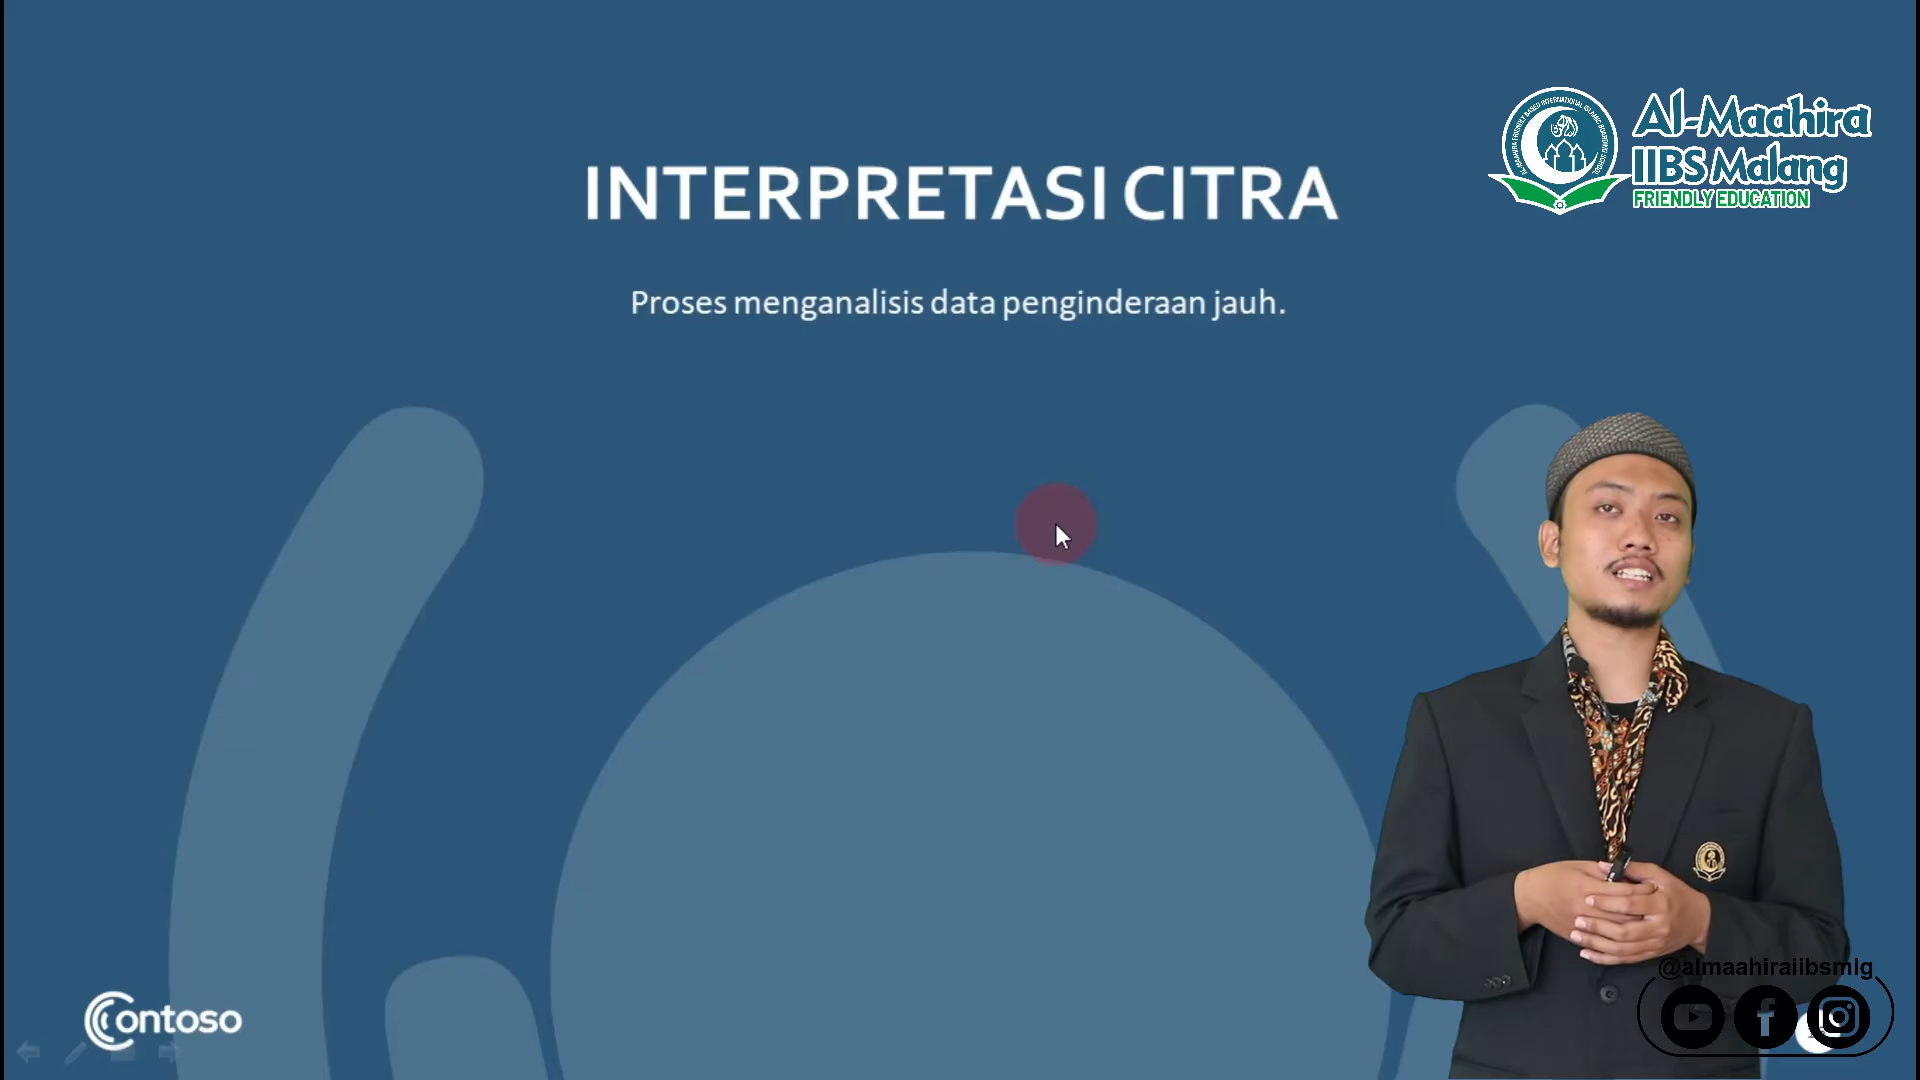 Al-Maahira
IIBS Malang
FRIENDLY EDUCATION
INTERPRETASI CITRA
Proses menganalisis data penginderaan jauh.
@almaahiraiibsmlg
Contoso